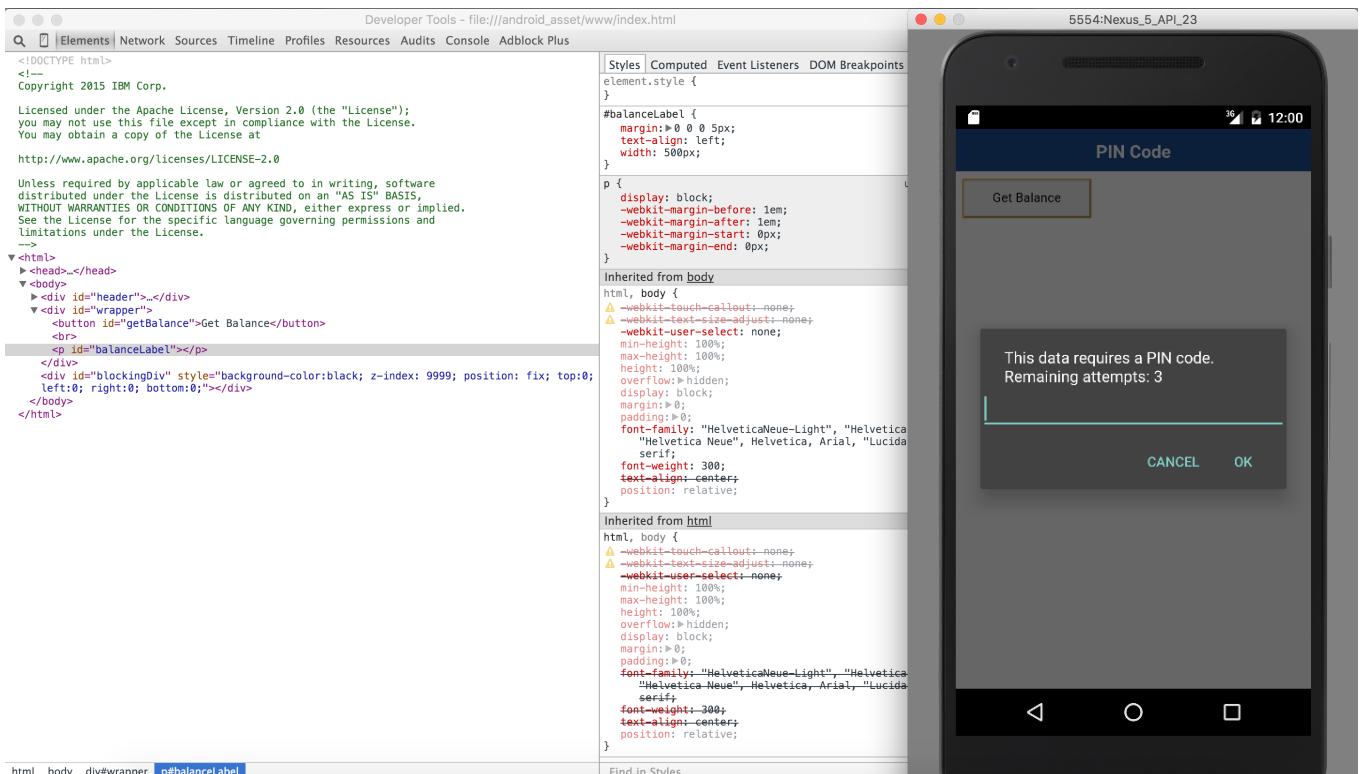 Developer Tools - file:///android_asset/www/index.html
Elements Network Sources Timeline Profiles Resources Audits Console Adblock Plus
<!DOCTYPE html>
<!--
Copyright 2015 IBM Corp.
Licensed under the Apache License, Version 2.0 (the "License");
you may not use this file except in compliance with the License.
You may obtain a copy of the License at
http://www.apache.org/licenses/LICENSE-2.0
Unless required by applicable law or agreed to in writing, software
distributed under the License is distributed on an "AS IS" BASIS,
WITHOUT WARRANTIES OR CONDITIONS OF ANY KIND, either express or implied.
See the License for the specific language governing permissions and
limitations under the License.
-->
▼<html>
▶<head>…</head>
▼<body>
▶<div id="header">…</div>
▼<div id="wrapper">
<button id="getBalance">Get Balance</button>
<br>
<p id="balanceLabel"></p>
</div>
<div id="blockingDiv" style="background-color:black; z-index: 9999; position: fix; top:0;
left:0; right:0; bottom:0;"></div>
</body>
</html>
html body div#wrapper p#balanceLabel
Styles Computed Event Listeners DOM Breakpoints
element.style {
}
#balanceLabel {
margin:▶0 0 0 5px;
text-align: left;
width: 500px;
}
p { u
display: block;
-webkit-margin-before: 1em;
-webkit-margin-after: 1em;
-webkit-margin-start: 0px;
-webkit-margin-end: 0px;
}
Inherited from body
html, body {
-webkit-touch-callout: none;
-webkit-text-size-adjust: none;
-webkit-user-select: none;
min-height: 100%;
max-height: 100%;
height: 100%;
overflow:▶hidden;
display: block;
margin:▶0;
padding:▶0;
font-family: "HelveticaNeue-Light", "Helvetica
"Helvetica Neue", Helvetica, Arial, "Lucida
serif;
font-weight: 300;
text-align: center;
position: relative;
}
Inherited from html
html, body {
-webkit-touch-callout: none;
-webkit-text-size-adjust: none;
-webkit-user-select: none;
min-height: 100%;
max-height: 100%;
height: 100%;
overflow:▶hidden;
display: block;
margin:▶0;
padding:▶0;
font-family: "HelveticaNeue-Light", "Helvetica
"Helvetica Neue", Helvetica, Arial, "Lucida
serif;
font-weight: 300;
text-align: center;
position: relative;
}
Find in Styles
5554:Nexus_5_API_23
3G 12:00
PIN Code
Get Balance
This data requires a PIN code.
Remaining attempts: 3
CANCEL OK